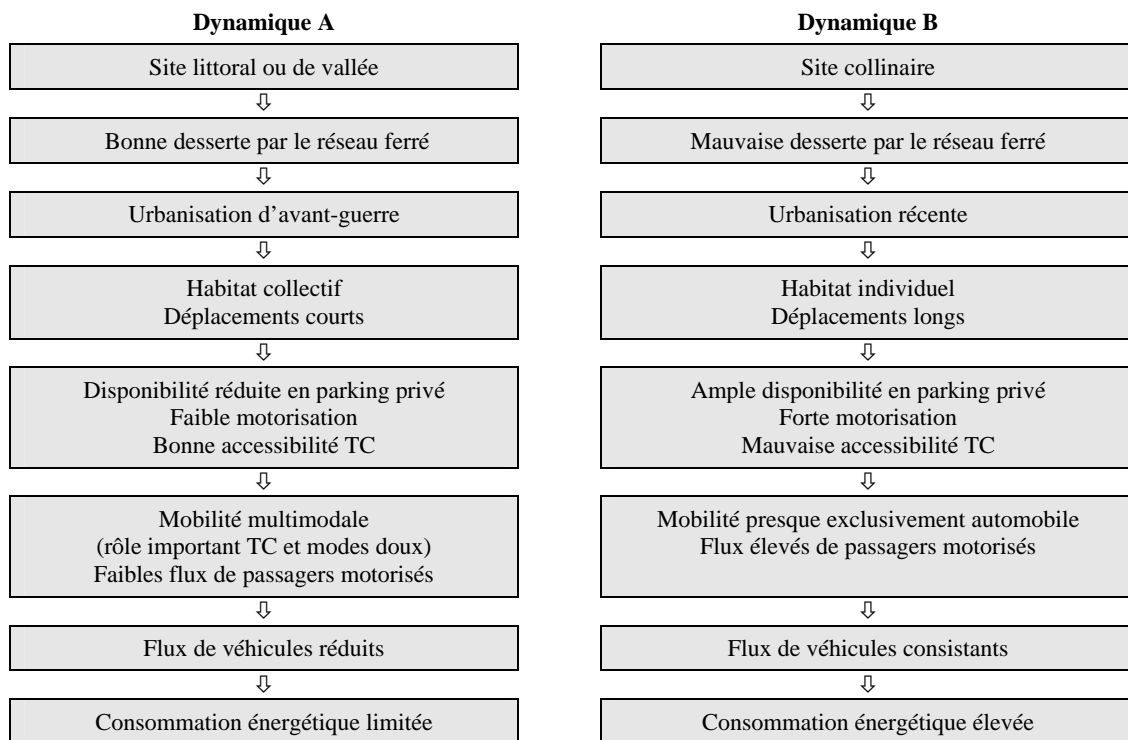 Dynamique A
Site littoral ou de vallée
⇩
Bonne desserte par le réseau ferré
⇩
Urbanisation d’avant-guerre
⇩
Habitat collectif
Déplacements courts
⇩
Disponibilité réduite en parking privé
Faible motorisation
Bonne accessibilité TC
⇩
Mobilité multimodale
(rôle important TC et modes doux)
Faibles flux de passagers motorisés
⇩
Flux de véhicules réduits
⇩
Consommation énergétique limitée
Dynamique B
Site collinaire
⇩
Mauvaise desserte par le réseau ferré
⇩
Urbanisation récente
⇩
Habitat individuel
Déplacements longs
⇩
Ample disponibilité en parking privé
Forte motorisation
Mauvaise accessibilité TC
⇩
Mobilité presque exclusivement automobile
Flux élevés de passagers motorisés
⇩
Flux de véhicules consistants
⇩
Consommation énergétique élevée